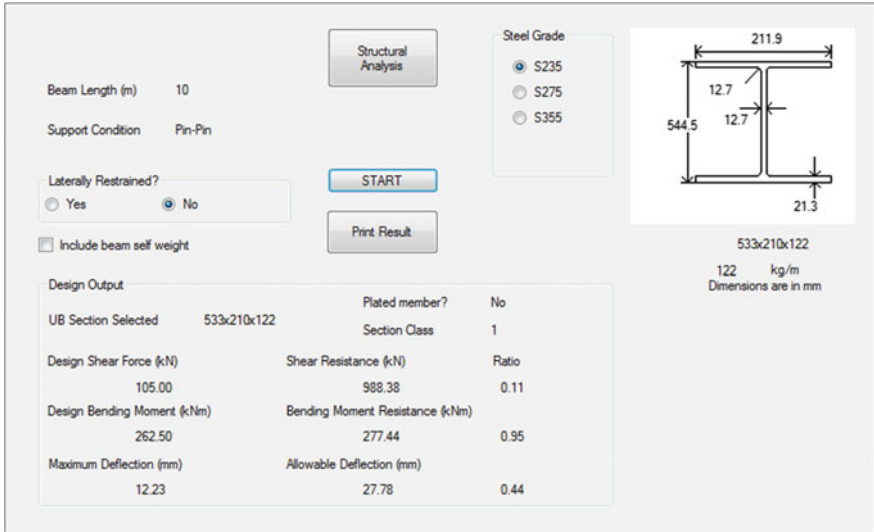 Structural
Analysis
Steel Grade
S235
S275
S355
Beam Length (m) 10
Support Condition Pin-Pin
Laterally Restrained?
Yes No
START
Include beam self weight
Print Result
211.9
12.7
544.5
12.7
21.3
533x210x122
122 kg/m
Dimensions are in mm
Design Output
Plated member? No
UB Section Selected 533x210x122
Section Class 1
Design Shear Force (kN) Shear Resistance (kN) Ratio
105.00 988.38 0.11
Design Bending Moment (kNm) Bending Moment Resistance (kNm)
262.50 277.44 0.95
Maximum Deflection (mm) Allowable Deflection (mm)
12.23 27.78 0.44